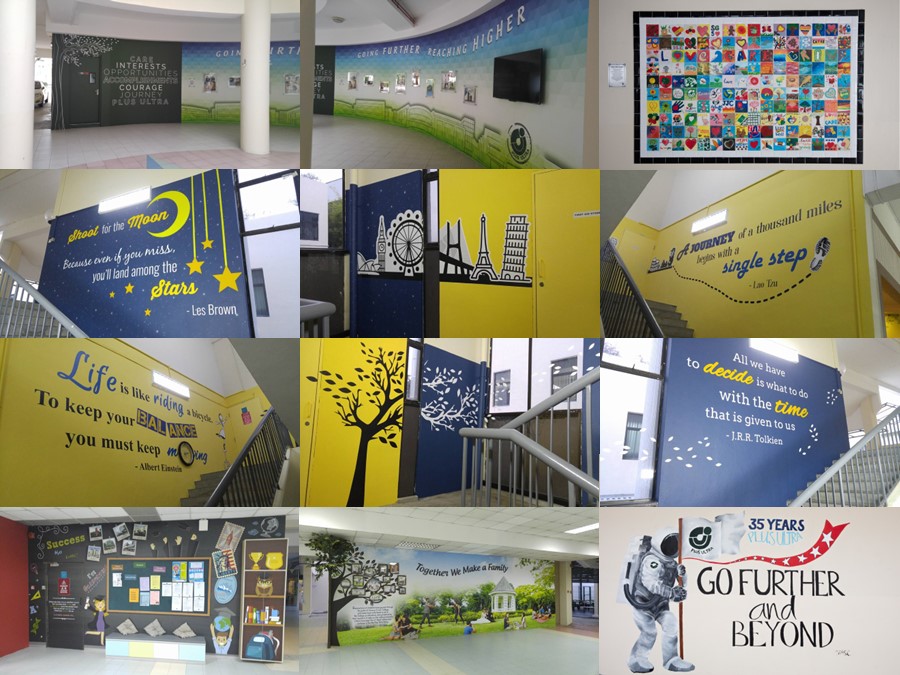 CARE
INTERESTS
OPPORTUNITIES
ACCOMPLISHMENTS
COURAGE
JOURNEY
PLUS ULTRA
GOING FURTH
GOING FURTHER REACHING HIGHER
Shoot for the Moon
Because even if you miss,
you'll land among the
Stars
- Les Brown
A JOURNEY of a thousand miles
begins with a
single step
- Lao Tzu
Life is like riding a bicycle.
To keep your BALANCE
you must keep moving
- Albert Einstein
All we have
to decide is what to do
with the time
that is given to us
- J.R.R. Tolkien
Success
Together We Make a Family
PLUS ULTRA
35 YEARS
PLUS ULTRA
GO FURTHER
and
BEYOND